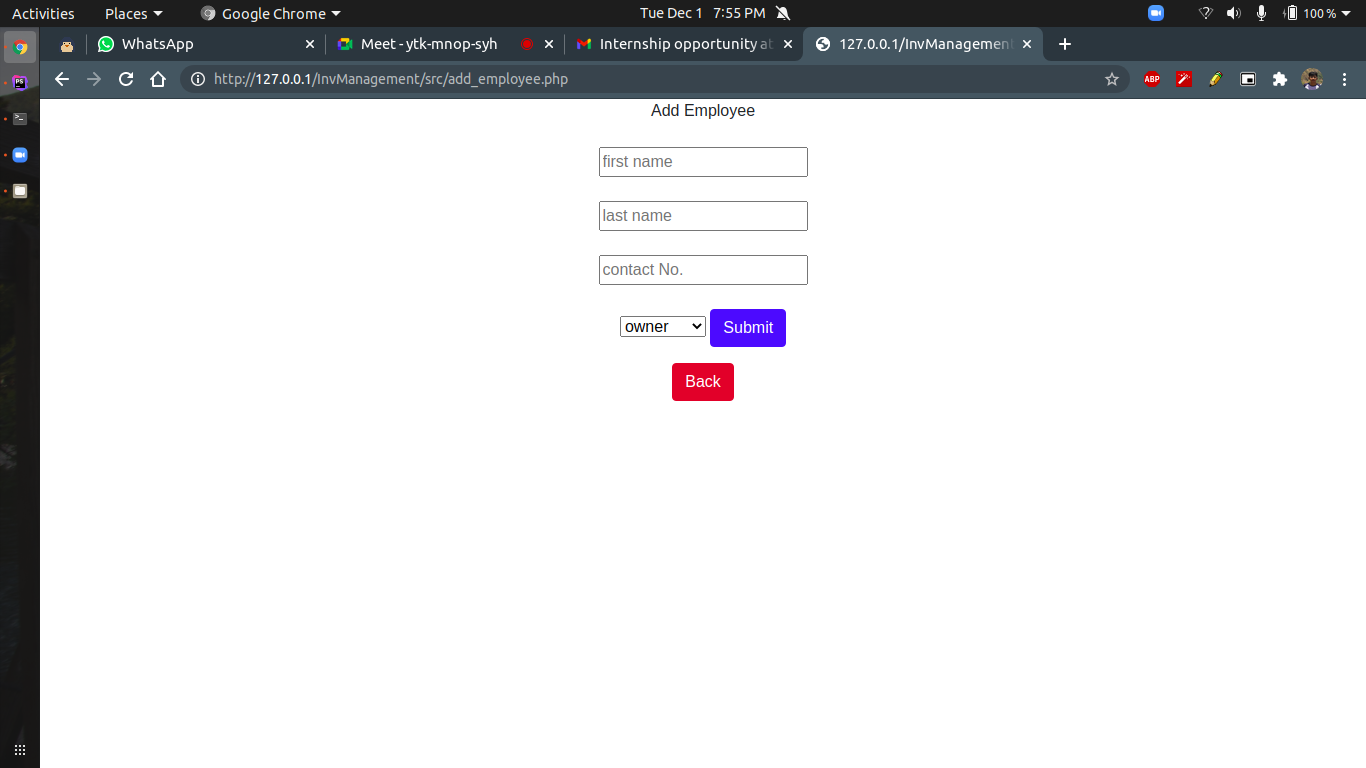 Activities Places Google Chrome Tue Dec 1 7:55 PM 100 %
WhatsApp Meet - ytk-mnop-syh Internship opportunity at 127.0.0.1/InvManagement
http://127.0.0.1/InvManagement/src/add_employee.php ABP
PS
Add Employee
first name
last name
contact No.
owner Submit
Back